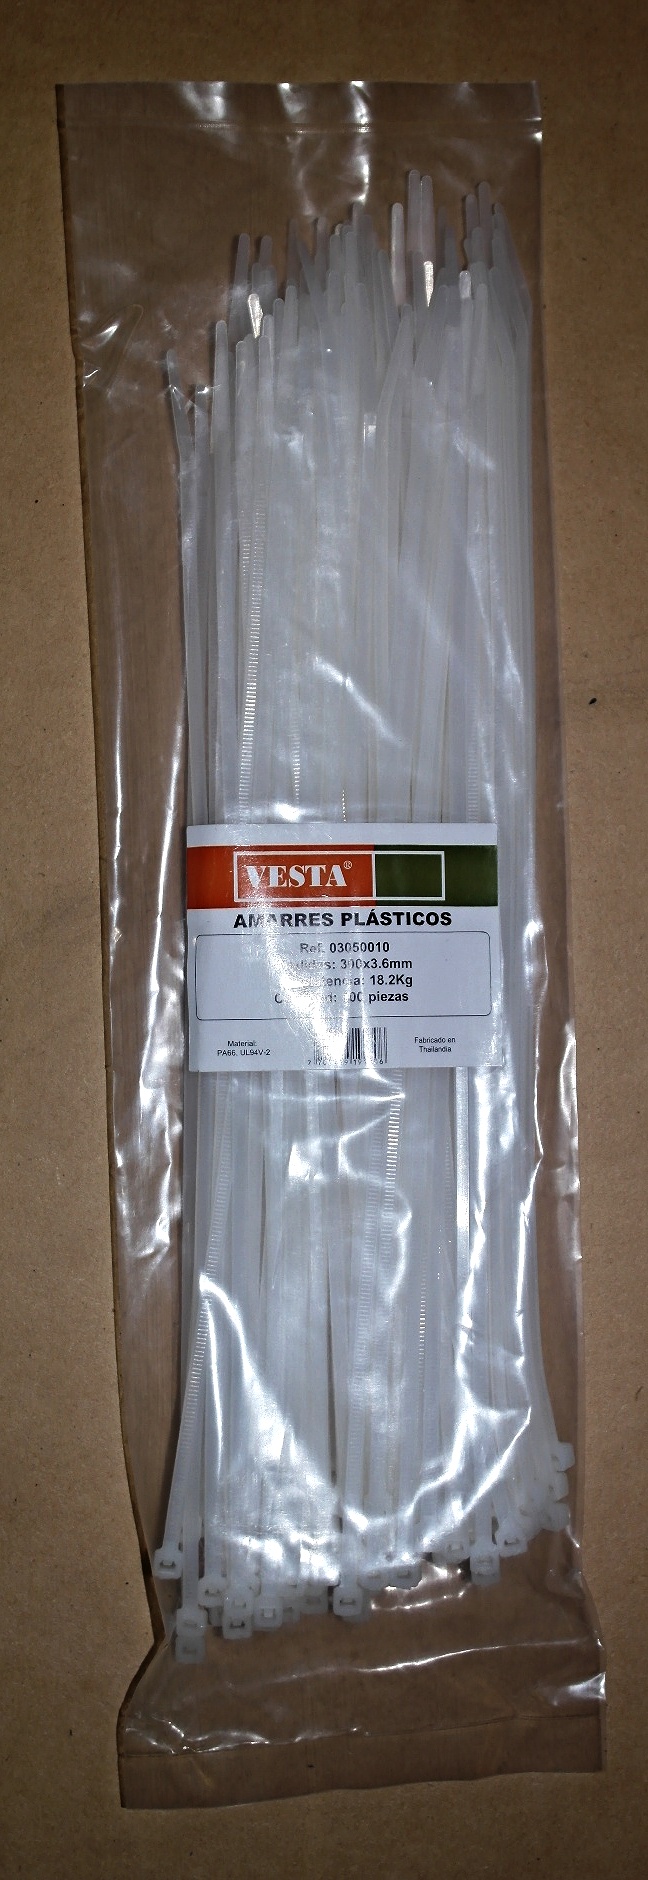 VESTA®
AMARRES PLÁSTICOS
Ref. 03050010
300x3.6mm
18.2Kg
piezas
Material:
PA66, UL94V-2
Fabricado en
Thailandia